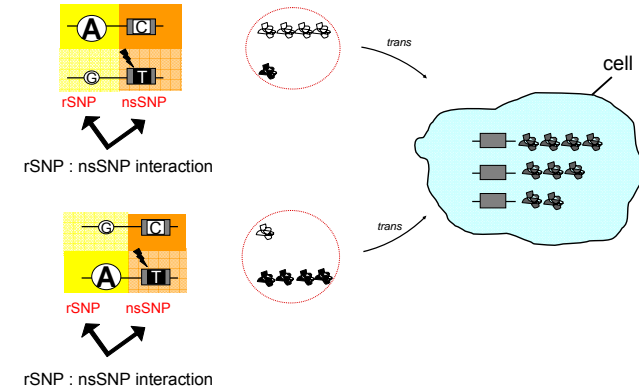 A C
G T
rSNP nsSNP
rSNP : nsSNP interaction
trans
cell
G C
A T
rSNP nsSNP
rSNP : nsSNP interaction
trans